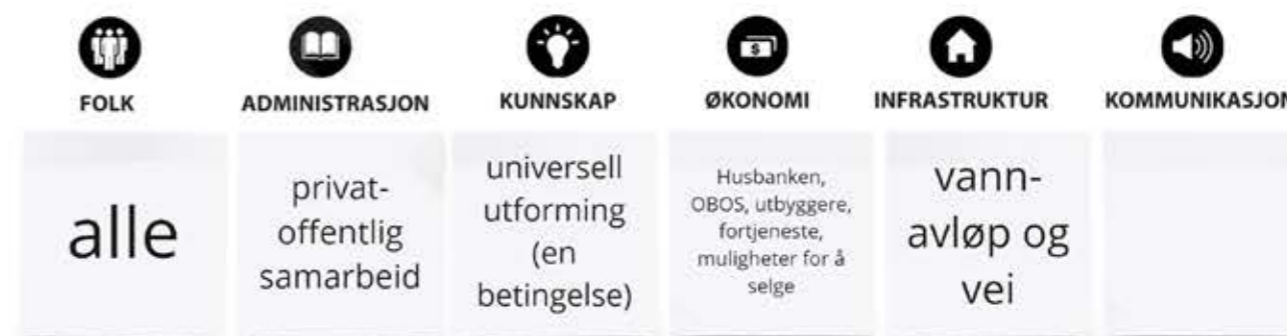 FOLK
ADMINISTRASJON
KUNNSKAP
ØKONOMI
INFRASTRUKTUR
KOMMUNIKASJON
alle
privat-
offentlig
samarbeid
universell
utforming
(en
betingelse)
Husbanken,
OBOS, utbyggere,
fortjeneste,
muligheter for å
selge
vann-
avløp og
vei